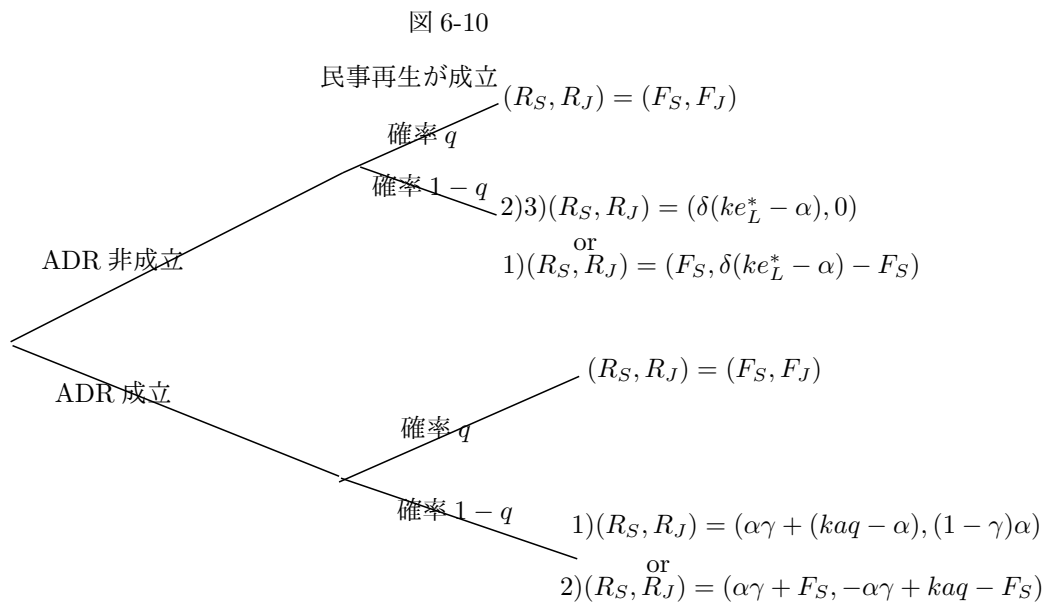 図 6-10
民事再生が成立
(R_S, R_J) = (F_S, F_J)
確率 q
確率 1 − q
2)3)(R_S, R_J) = (δ(ke_L^* − α), 0)
or
1)(R_S, R_J) = (F_S, δ(ke_L^* − α) − F_S)
ADR 非成立
ADR 成立
(R_S, R_J) = (F_S, F_J)
確率 q
確率 1 − q
1)(R_S, R_J) = (αγ + (kaq − α), (1 − γ)α)
or
2)(R_S, R_J) = (αγ + F_S, −αγ + kaq − F_S)